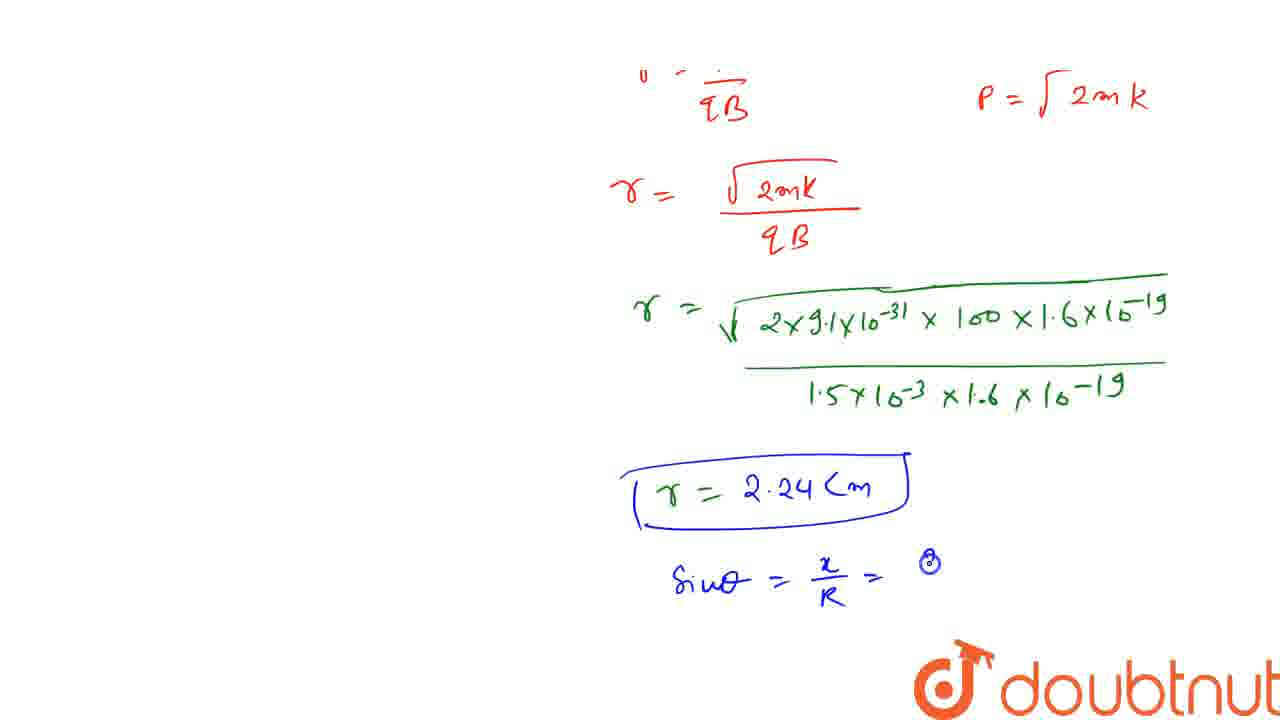 qB
P = √2mK
r = √2mK / qB
r = √2×9.1×10⁻³¹ × 100 × 1.6×10⁻¹⁹ / 1.5×10⁻³ × 1.6 × 10⁻¹⁹
r = 2.24 Cm
Sinθ = x/R =
doubtnut